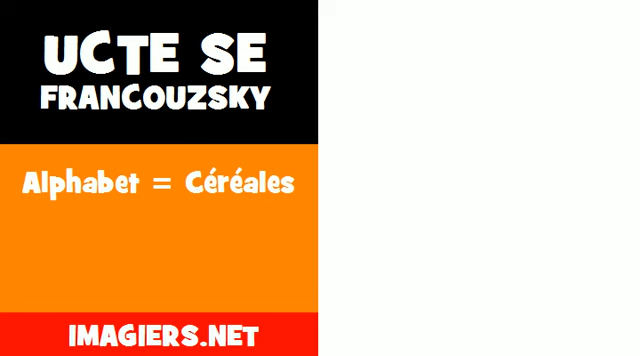 UCTE SE
FRANCOUZSKY
Alphabet = Céréales
IMAGIERS.NET